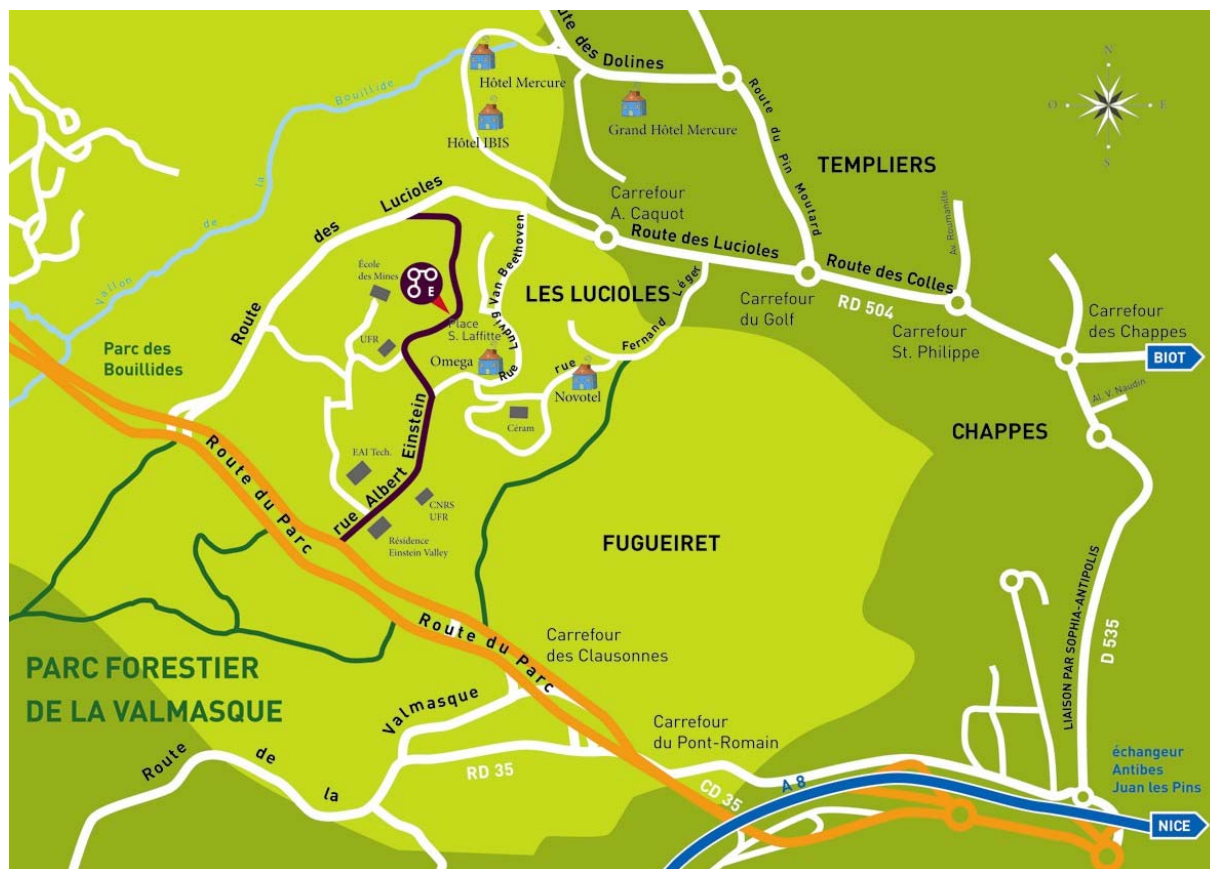 Route des Dolines
N
O
E
S
Bouillide
la
de
Vallon
Hôtel Mercure
Hôtel IBIS
Grand Hôtel Mercure
Route du Pin Moutard
TEMPLIERS
Carrefour
A. Caquot
Route des Lucioles
Route des Lucioles
Route des Colles
RD 504
Av. Roumanille
Carrefour
du Golf
Carrefour
St. Philippe
Carrefour
des Chappes
BIOT
Al. V. Naudin
CHAPPES
École
des Mines
UFR
E
Place
S. Laffitte
Omega
Rue Ludwig Van Beethoven
LES LUCIOLES
rue Fernand Léger
Novotel
Céram
Parc des
Bouillides
Route du Parc
EAI Tech.
rue Albert Einstein
CNRS
UFR
Résidence
Einstein Valley
FUGUEIRET
Route du Parc
Carrefour
des Clausonnes
PARC FORESTIER
DE LA VALMASQUE
Route de la Valmasque
RD 35
Carrefour
du Pont-Romain
CD 35
A 8
LIAISON PAR SOPHIA-ANTIPOLIS
D 535
échangeur
Antibes
Juan les Pins
NICE